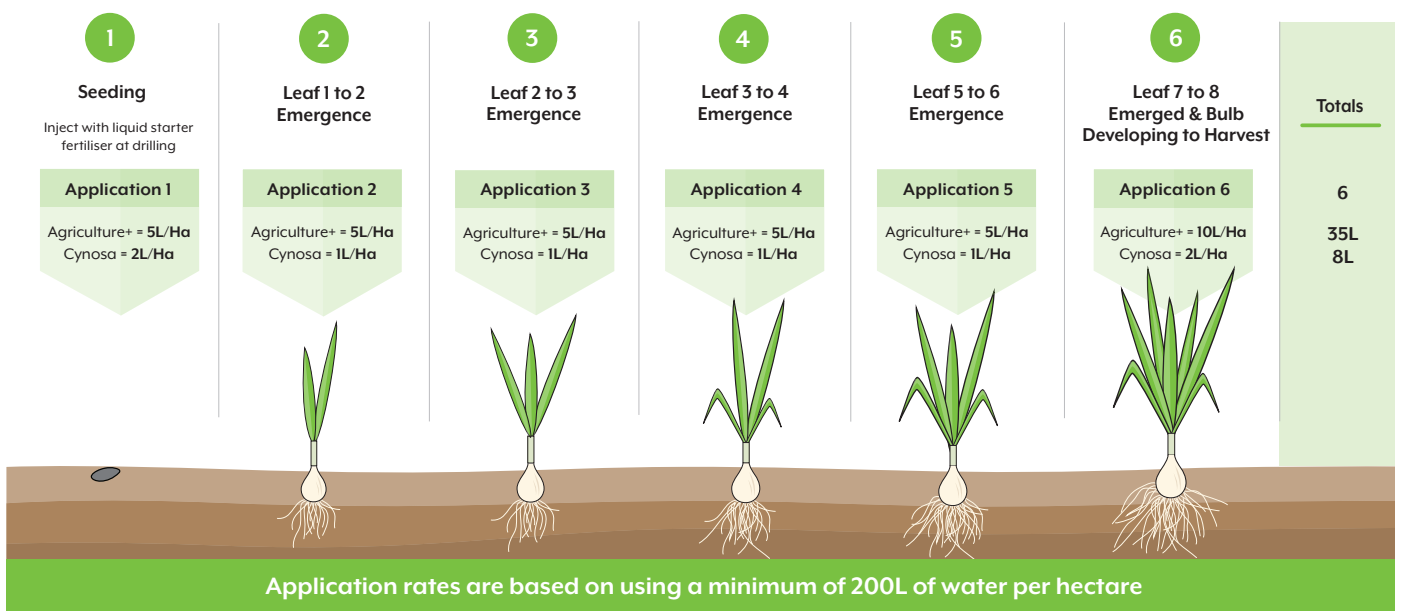 1
Seeding
Inject with liquid starter
fertiliser at drilling
Application 1
Agriculture+ = 5L/Ha
Cynosa = 2L/Ha
2
Leaf 1 to 2
Emergence
Application 2
Agriculture+ = 5L/Ha
Cynosa = 1L/Ha
3
Leaf 2 to 3
Emergence
Application 3
Agriculture+ = 5L/Ha
Cynosa = 1L/Ha
4
Leaf 3 to 4
Emergence
Application 4
Agriculture+ = 5L/Ha
Cynosa = 1L/Ha
5
Leaf 5 to 6
Emergence
Application 5
Agriculture+ = 5L/Ha
Cynosa = 1L/Ha
6
Leaf 7 to 8
Emerged & Bulb
Developing to Harvest
Application 6
Agriculture+ = 10L/Ha
Cynosa = 2L/Ha
Totals
6
35L
8L
Application rates are based on using a minimum of 200L of water per hectare